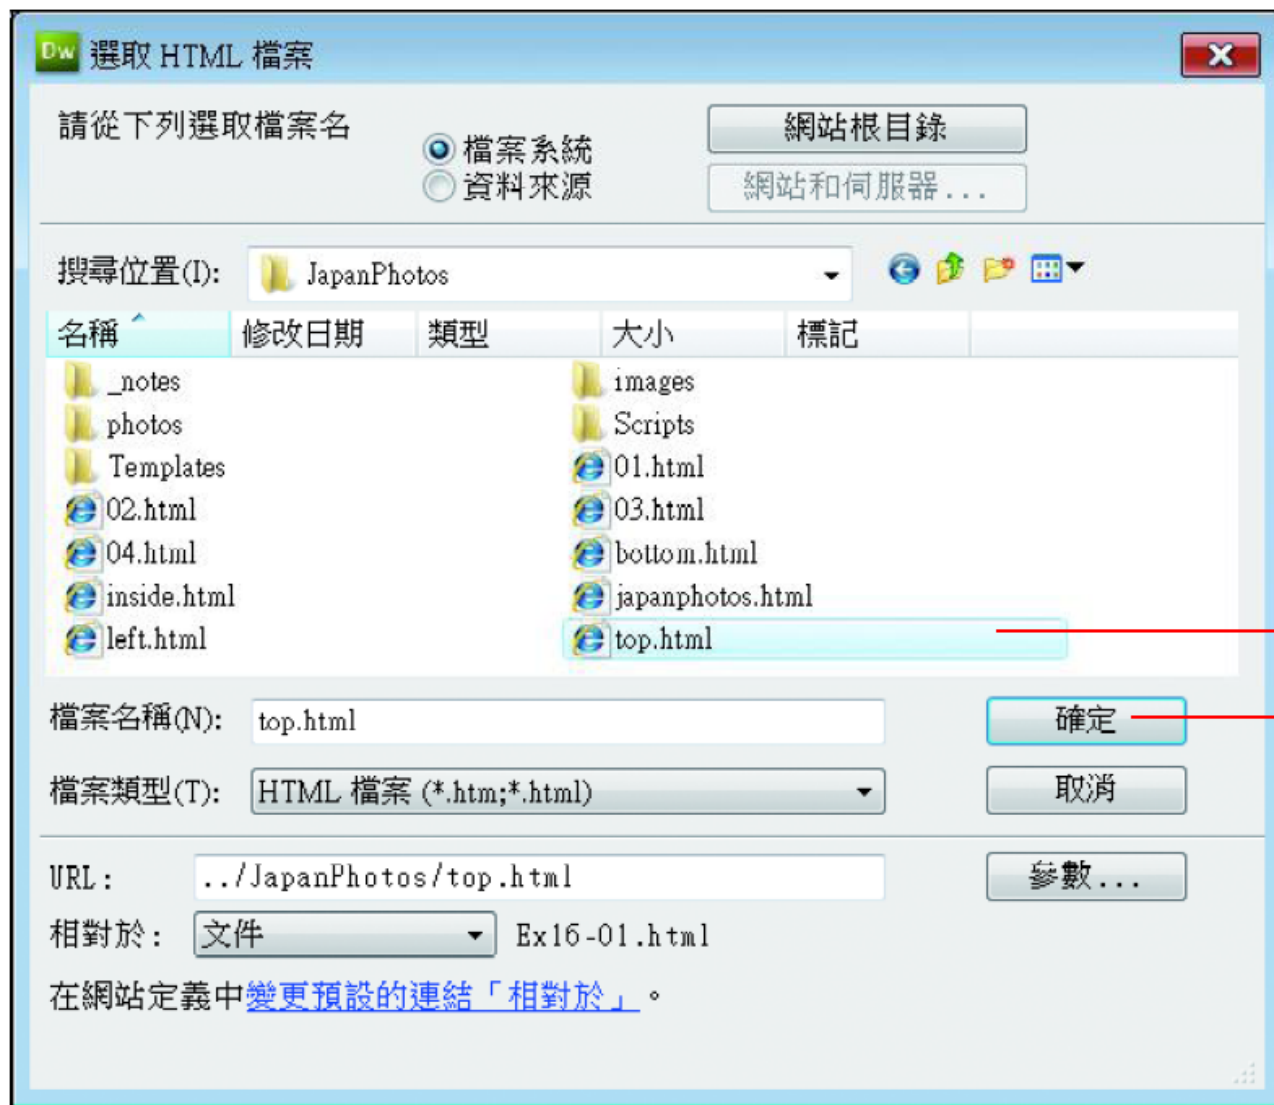 Dw 選取 HTML 檔案
請從下列選取檔案名
檔案系統
資料來源
網站根目錄
網站和伺服器...
搜尋位置(I): JapanPhotos
名稱 修改日期 類型 大小 標記
_notes images
photos Scripts
Templates 01.html
02.html 03.html
04.html bottom.html
inside.html japanphotos.html
left.html top.html
檔案名稱(N): top.html 確定
檔案類型(T): HTML 檔案 (*.htm;*.html) 取消
URL: ../JapanPhotos/top.html 參數...
相對於: 文件 Ex16-01.html
在網站定義中變更預設的連結「相對於」。